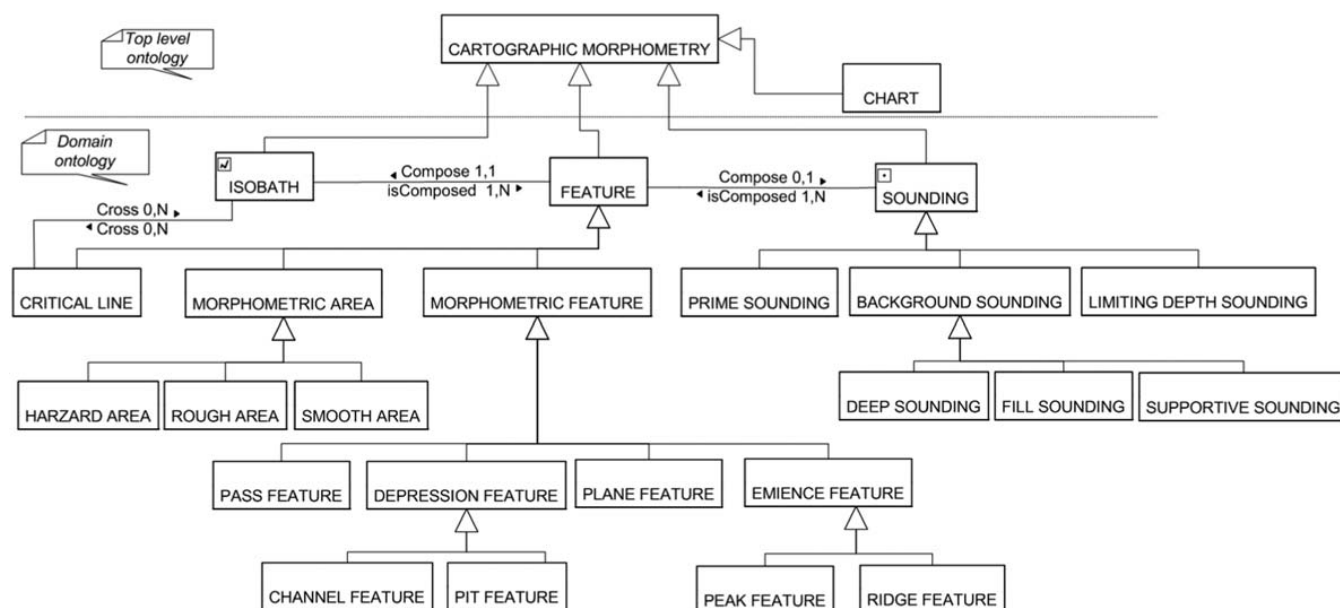 Top level
ontology
CARTOGRAPHIC MORPHOMETRY
CHART
Domain
ontology
ISOBATH
Compose 1,1
isComposed 1,N
FEATURE
Compose 0,1
isComposed 1,N
SOUNDING
Cross 0,N
Cross 0,N
CRITICAL LINE
MORPHOMETRIC AREA
MORPHOMETRIC FEATURE
PRIME SOUNDING
BACKGROUND SOUNDING
LIMITING DEPTH SOUNDING
HARZARD AREA
ROUGH AREA
SMOOTH AREA
DEEP SOUNDING
FILL SOUNDING
SUPPORTIVE SOUNDING
PASS FEATURE
DEPRESSION FEATURE
PLANE FEATURE
EMIENCE FEATURE
CHANNEL FEATURE
PIT FEATURE
PEAK FEATURE
RIDGE FEATURE